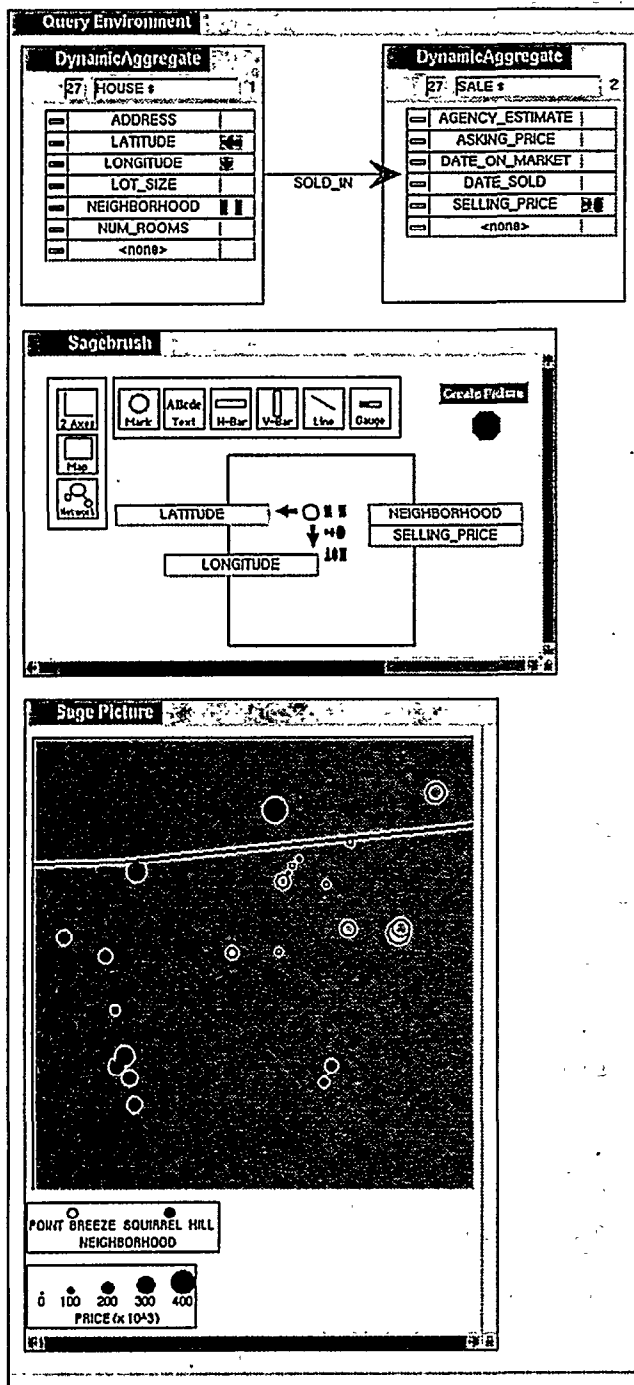 Query Environment
DynamicAggregate
27 HOUSE s 1
ADDRESS
LATITUDE
LONGITUDE
LOT_SIZE
NEIGHBORHOOD
NUM_ROOMS
<none>
SOLD_IN
DynamicAggregate
27 SALE s 2
AGENCY_ESTIMATE
ASKING_PRICE
DATE_ON_MARKET
DATE_SOLD
SELLING_PRICE
<none>
Sagebrush
2 Axes
Map
Network
Mark
ABcde
Text
H-Bar
V-Bar
Line
Gauge
Create Picture
LATITUDE
LONGITUDE
NEIGHBORHOOD
SELLING_PRICE
Sage Picture
POINT BREEZE SQUIRREL HILL
NEIGHBORHOOD
0 100 200 300 400
PRICE (x 10^3)